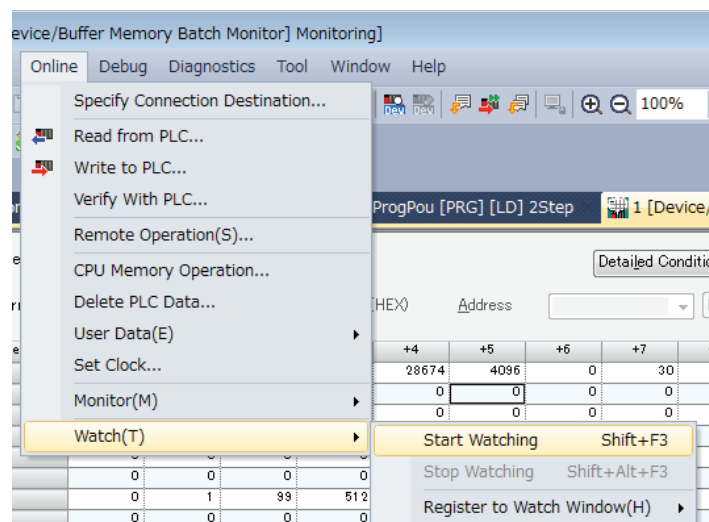 evice/Buffer Memory Batch Monitor] Monitoring]
Online Debug Diagnostics Tool Window Help
Specify Connection Destination...
Dev Dev 100%
Read from PLC...
Write to PLC...
Verify With PLC...
ProgPou [PRG] [LD] 2Step 1 [Device/
Remote Operation(S)...
Detailed Conditio
CPU Memory Operation...
Delete PLC Data...
(HEX) Address
User Data(E)
+4 +5 +6 +7
Set Clock...
28674 4096 0 30
0 0 0 0
Monitor(M)
0 0 0 0
Watch(T)
Start Watching Shift+F3
0 0 0 0
Stop Watching Shift+Alt+F3
0 1 99 512
Register to Watch Window(H)
0 0 0 0